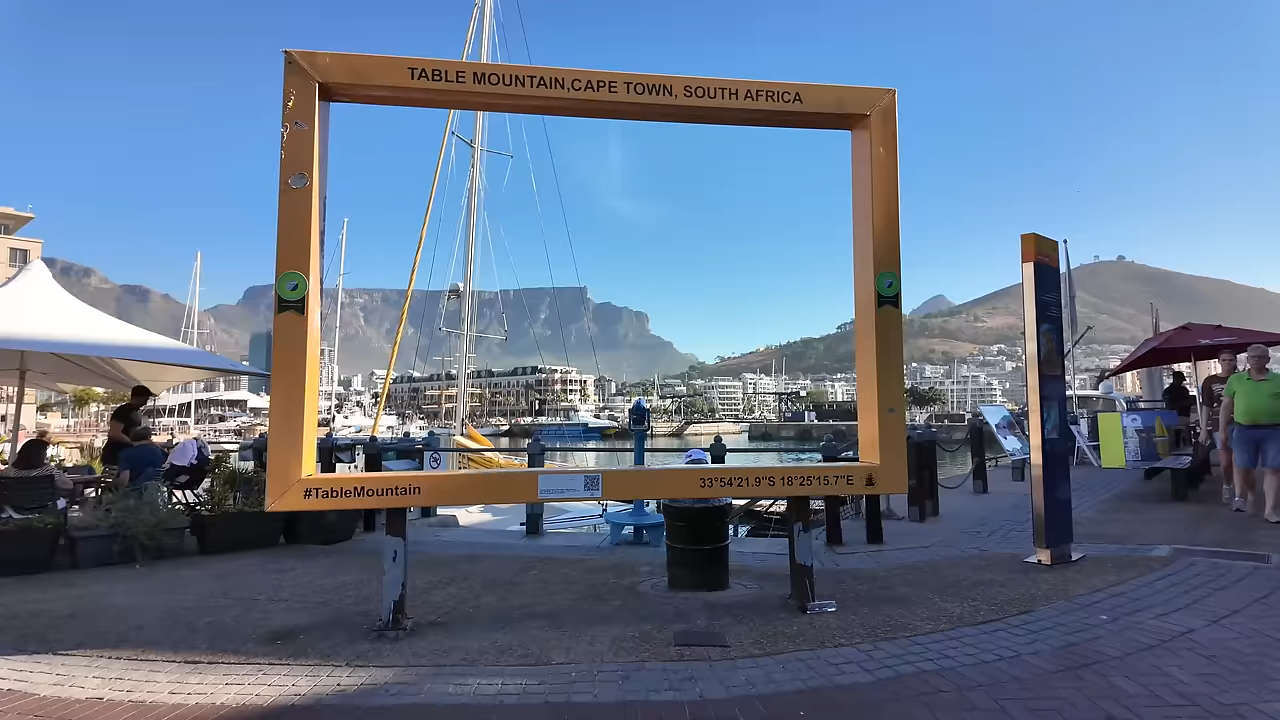 TABLE MOUNTAIN,CAPE TOWN, SOUTH AFRICA
#TableMountain
33°54'21.9"S 18°25'15.7"E